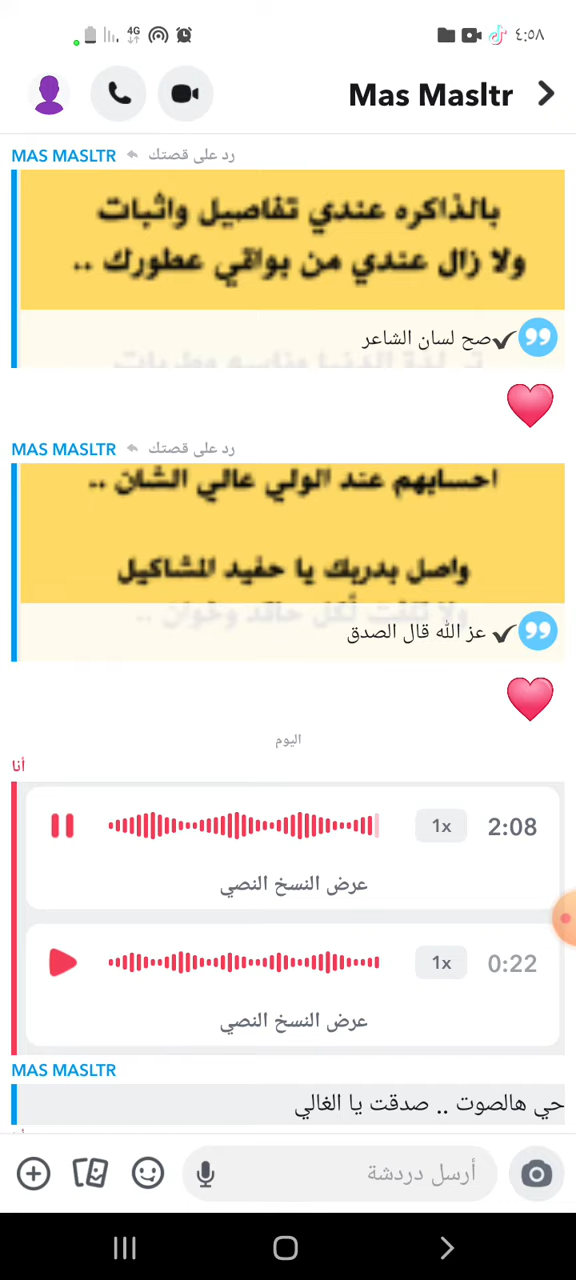 ٤:٥٨
4G
Mas Masltr
MAS MASLTR
رد على قصتك
بالذاكره عندي تفاصيل واثبات
ولا زال عندي من بواقي عطورك ..
✓صح لسان الشاعر
MAS MASLTR
رد على قصتك
احسابهم عند الولي عالي الشان ..
واصل بدربك يا حفيد المشاكيل
✓ عز الله قال الصدق
اليوم
أنا
1x
2:08
عرض النسخ النصي
1x
0:22
عرض النسخ النصي
MAS MASLTR
حي هالصوت .. صدقت يا الغالي
أرسل دردشة